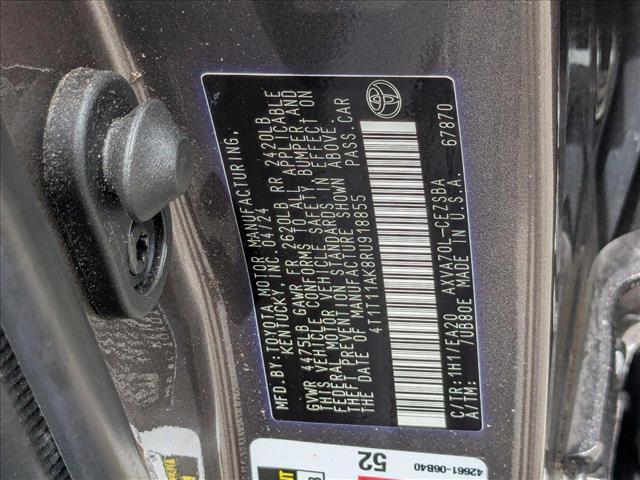 MFD.BY: TOYOTA MOTOR MANUFACTURING,
KENTUCKY, INC. 04/24
GVWR 4475LB GAWR FR 2620LB RR 2420LB
THIS VEHICLE CONFORMS TO ALL APPLICABLE
FEDERAL MOTOR VEHICLE SAFETY, BUMPER AND
THEFT PREVENTION STANDARDS IN EFFECT ON
THE DATE OF MANUFACTURE SHOWN ABOVE.
4T1T11AK8RU918855 PASS CAR
C/TR: 1H1/EA20 AXVA70L-CEZSBA
A/TM: 70B80E MADE IN U.S.A. 67870
42661-06B40
52